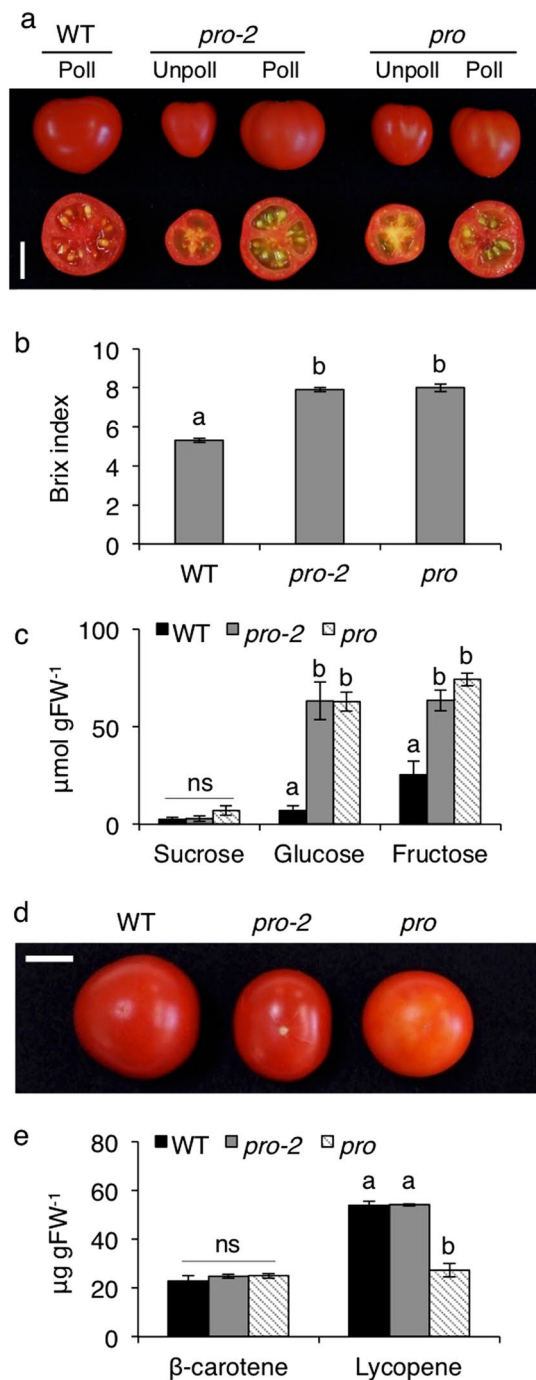 a
WT pro-2 pro
Poll Unpoll Poll Unpoll Poll
b
Brix index
10
8
6
4
2
0
a b b
WT pro-2 pro
c
µmol gFW-1
100
50
0
WT pro-2 pro
ns a b b a b b
Sucrose Glucose Fructose
d
WT pro-2 pro
e
µg gFW-1
80
60
40
20
0
WT pro-2 pro
ns a a b
β-carotene Lycopene